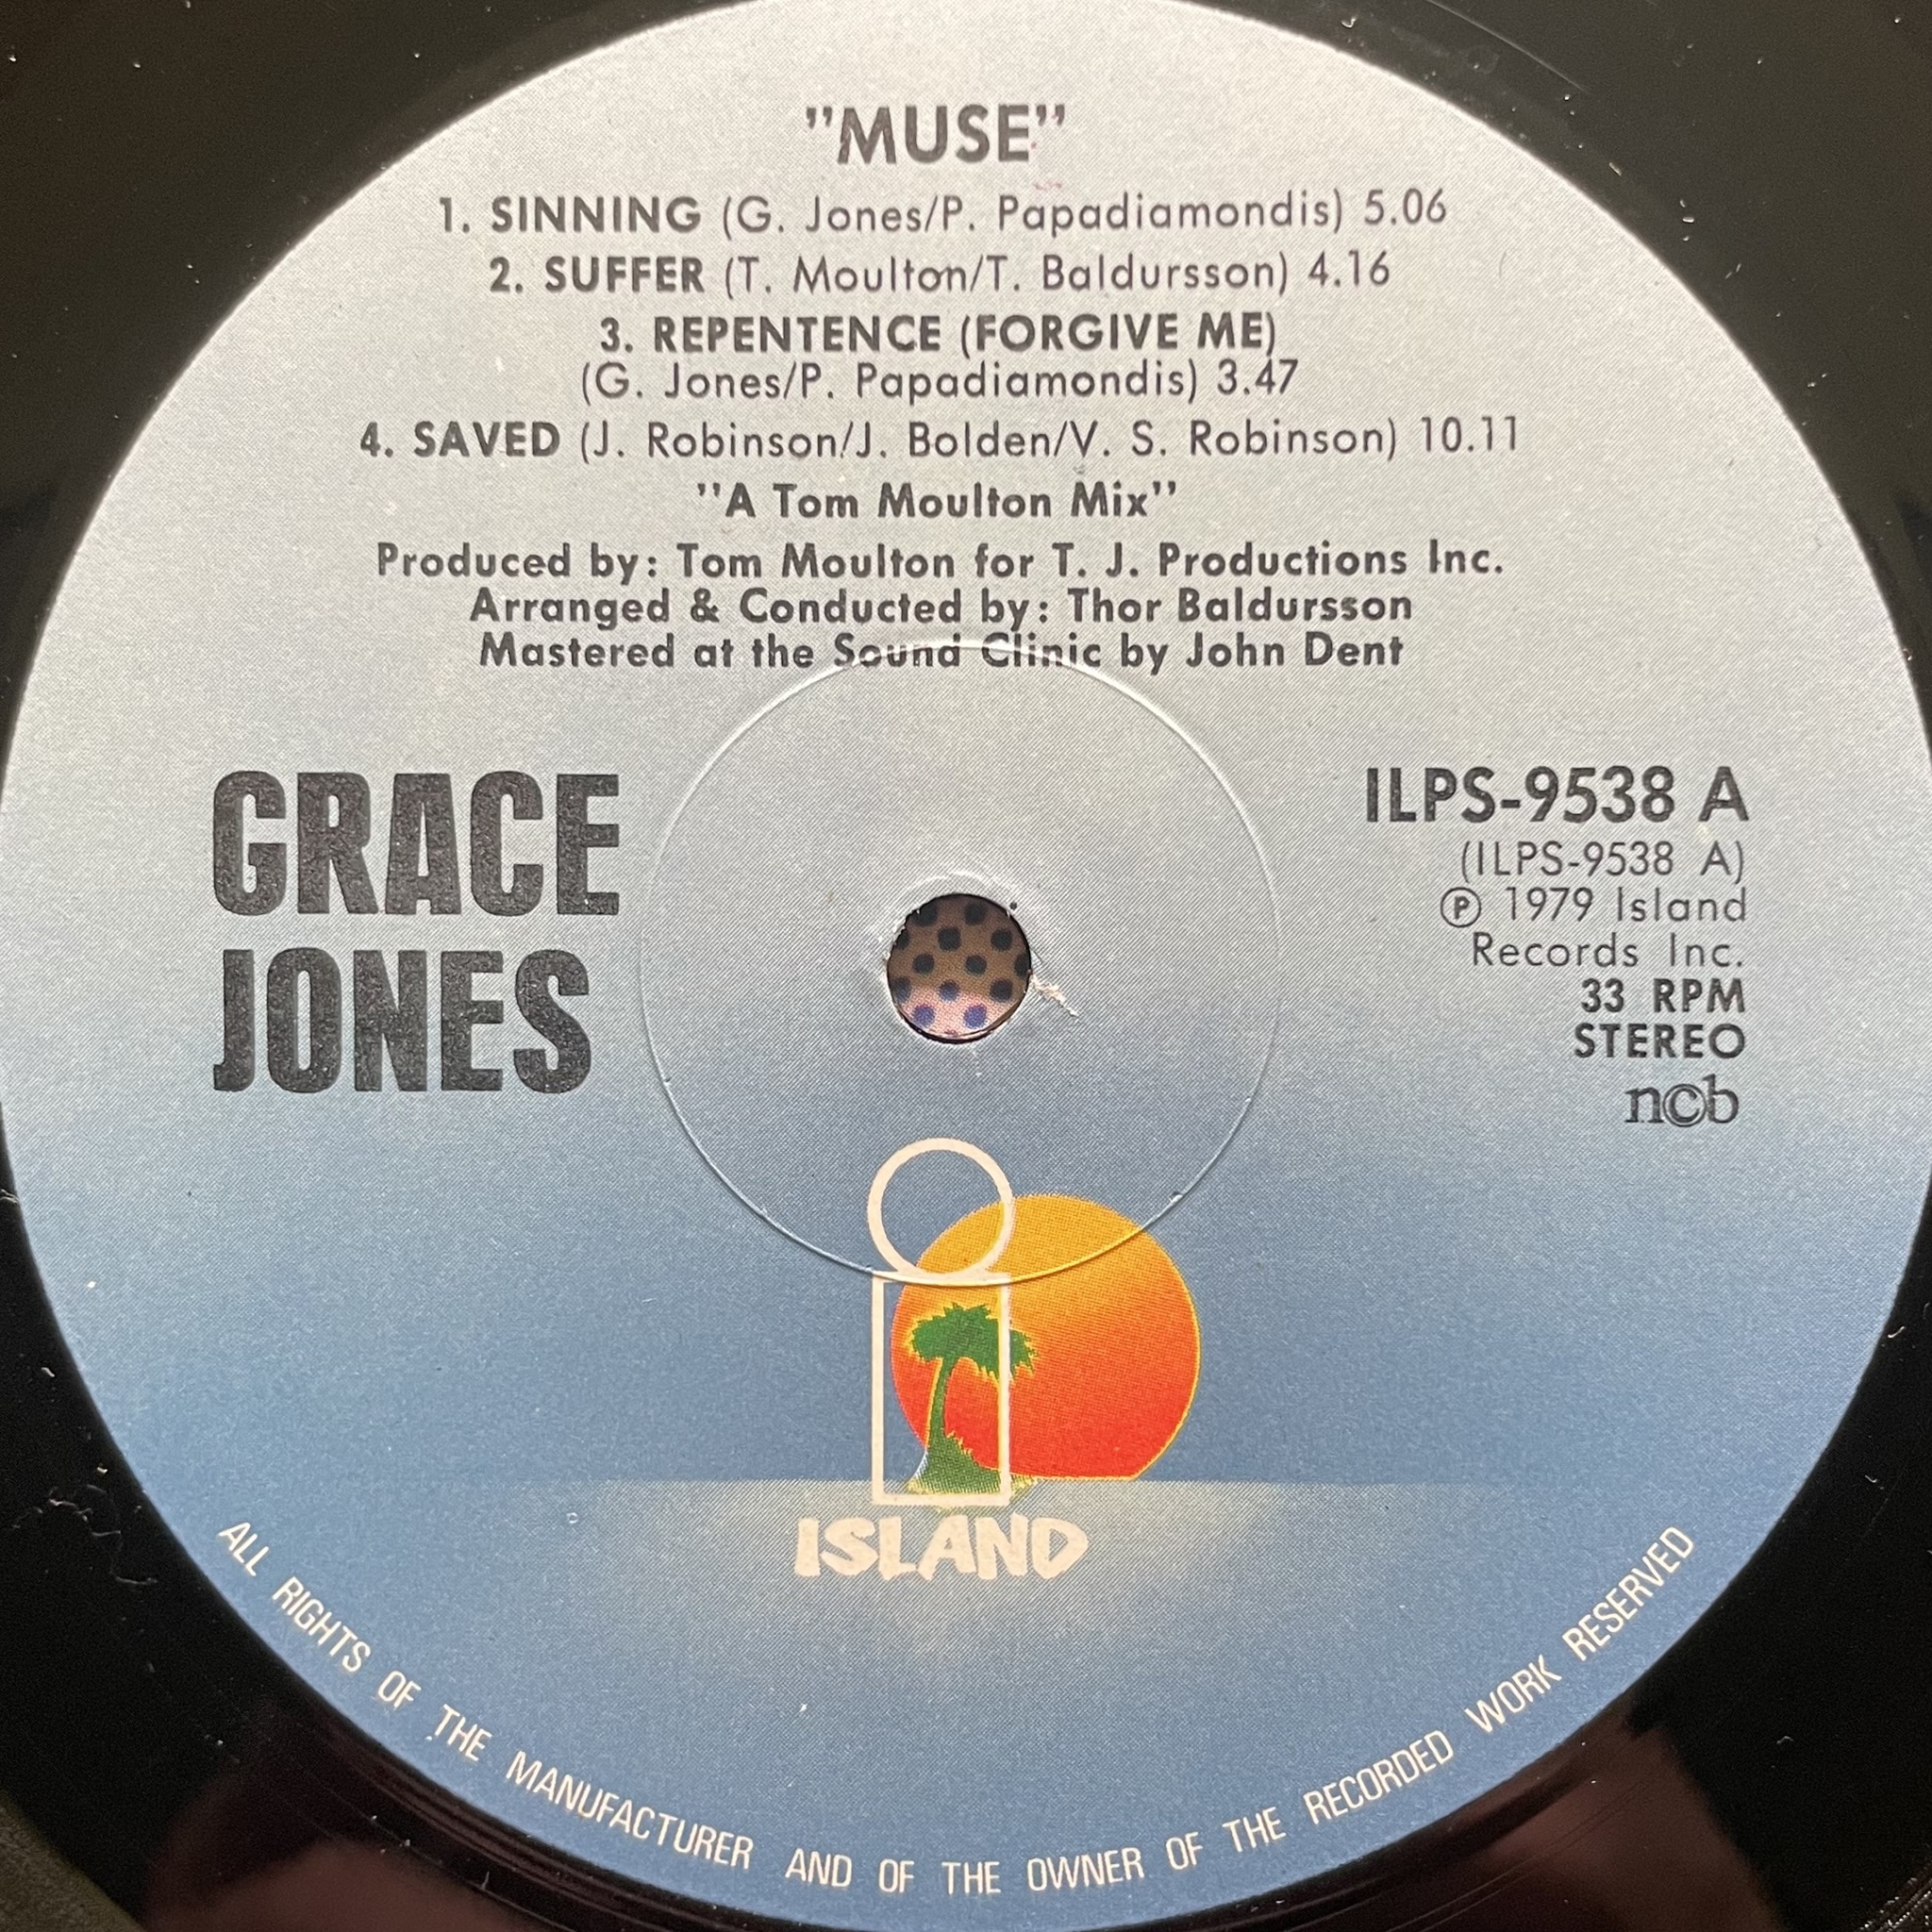 "MUSE"
1. SINNING (G. Jones/P. Papadiamondis) 5.06
2. SUFFER (T. Moulton/T. Baldursson) 4.16
3. REPENTENCE (FORGIVE ME)
(G. Jones/P. Papadiamondis) 3.47
4. SAVED (J. Robinson/J. Bolden/V. S. Robinson) 10.11
"A Tom Moulton Mix"
Produced by: Tom Moulton for T. J. Productions Inc.
Arranged & Conducted by: Thor Baldursson
Mastered at the Sound Clinic by John Dent
GRACE
JONES
ILPS-9538 A
(ILPS-9538 A)
℗ 1979 Island
Records Inc.
33 RPM
STEREO
n©b
ISLAND
ALL RIGHTS OF THE MANUFACTURER AND OF THE OWNER OF THE RECORDED WORK RESERVED